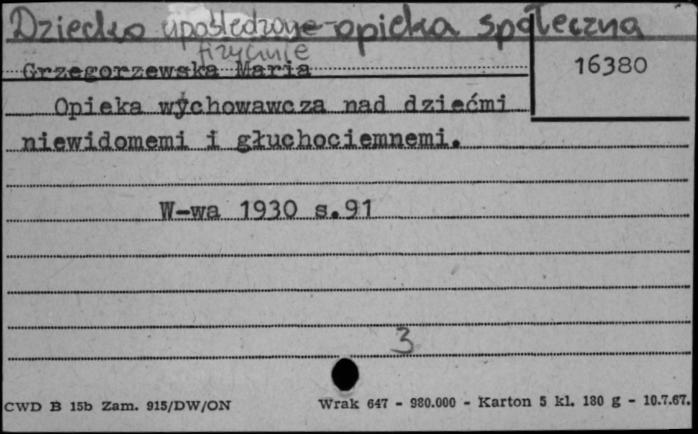 Dziecko upośledzone - opieka społeczna
fizycznie
Grzegorzewska Maria
16380
Opieka wychowawcza nad dziećmi
niewidomemi i głuchociemnemi.
W-wa 1930 s.91
3
CWD B 15b Zam. 915/DW/ON Wrak 647 - 980.000 - Karton 5 kl. 180 g - 10.7.67.